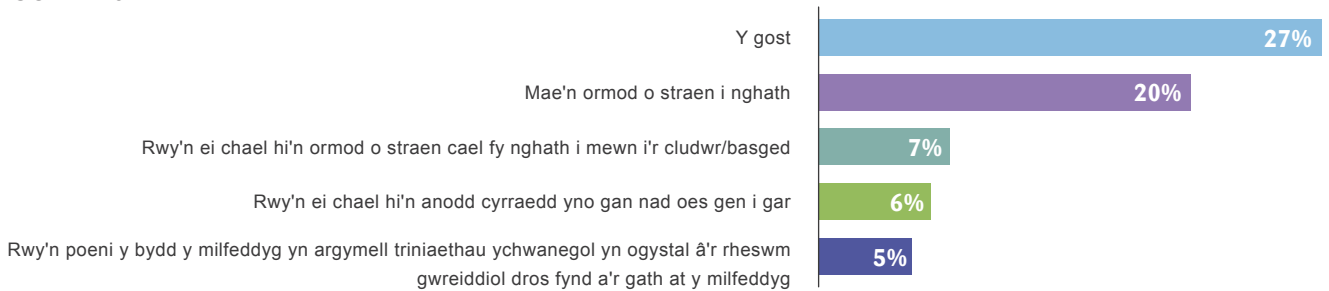 Y gost
27%
Mae'n ormod o straen i nghath
20%
Rwy'n ei chael hi'n ormod o straen cael fy nghath i mewn i'r cludwr/basged
7%
Rwy'n ei chael hi'n anodd cyrraedd yno gan nad oes gen i gar
6%
Rwy'n poeni y bydd y milfeddyg yn argymell triniaethau ychwanegol yn ogystal â'r rheswm
gwreiddiol dros fynd a'r gath at y milfeddyg
5%